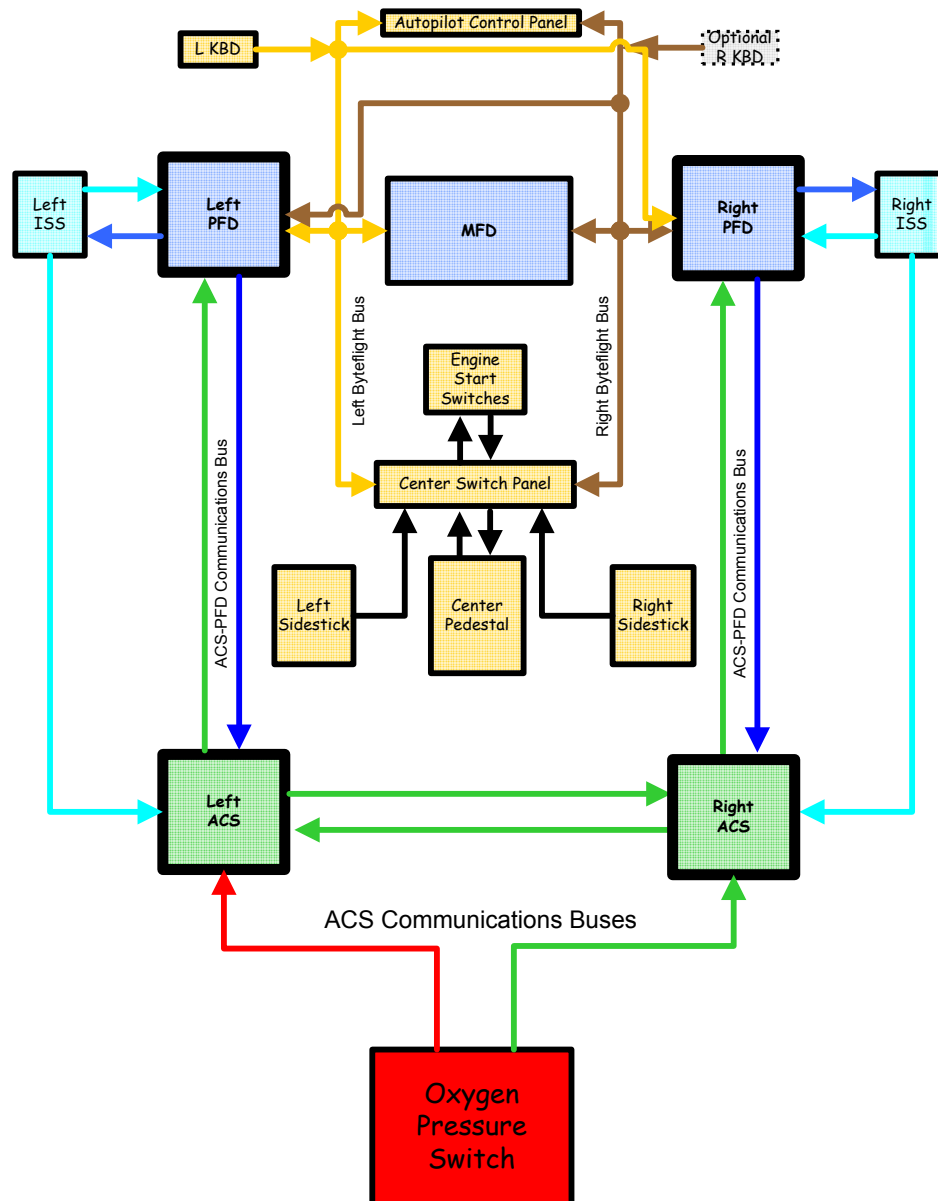 Autopilot Control Panel
L KBD
Optional
R KBD
Left
ISS
Left
PFD
MFD
Right
PFD
Right
ISS
Left Byteflight Bus
Right Byteflight Bus
Engine
Start
Switches
Center Switch Panel
ACS-PFD Communications Bus
ACS-PFD Communications Bus
Left
Sidestick
Center
Pedestal
Right
Sidestick
Left
ACS
Right
ACS
ACS Communications Buses
Oxygen
Pressure
Switch